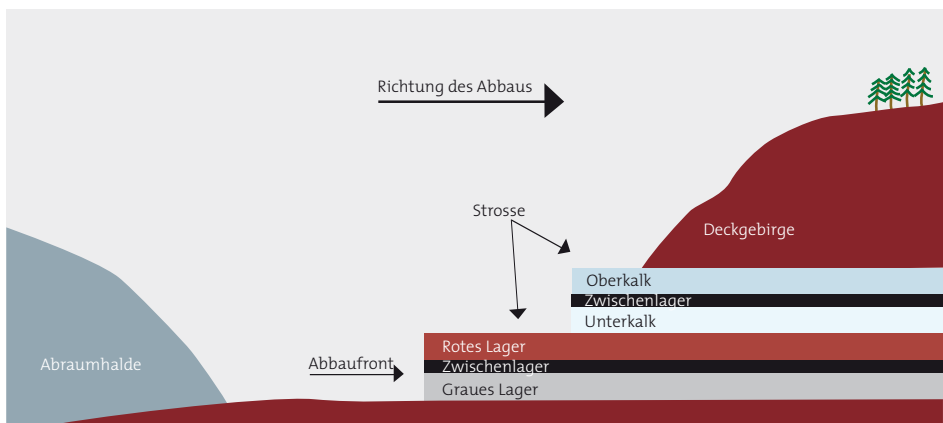 Richtung des Abbaus
Strosse
Deckgebirge
Oberkalk
Zwischenlager
Unterkalk
Rotes Lager
Abraumhalde
Abbaufront
Zwischenlager
Graues Lager